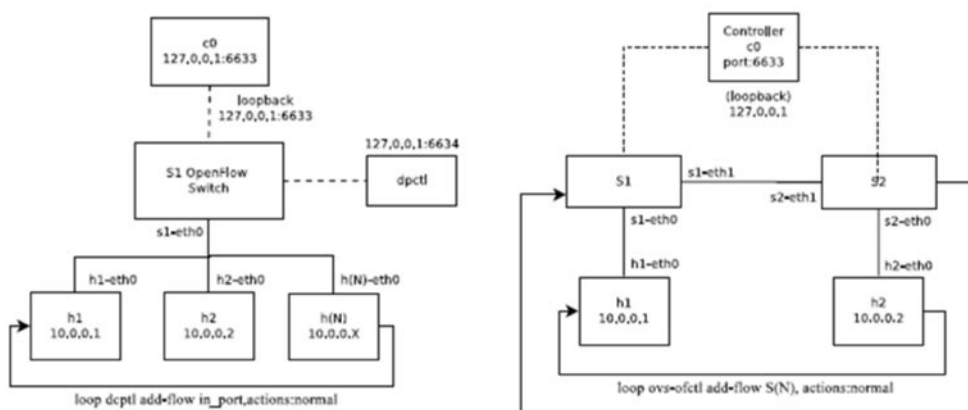 c0
127,0,0,1:6633
loopback
127,0,0,1:6633
127,0,0,1:6634
S1 OpenFlow
Switch
dpctl
s1-eth0
h1-eth0
h2-eth0
h(N)-eth0
h1
10,0,0,1
h2
10,0,0,2
h(N)
10,0,0,X
loop dcptl add-flow in_port,actions:normal
Controller
c0
port:6633
(loopback)
127,0,0,1
S1
s1-eth1
s2-eth1
S2
s1-eth0
s2-eth0
h1-eth0
h2-eth0
h1
10,0,0,1
h2
10,0,0,2
loop ovs-ofctl add-flow S(N), actions:normal